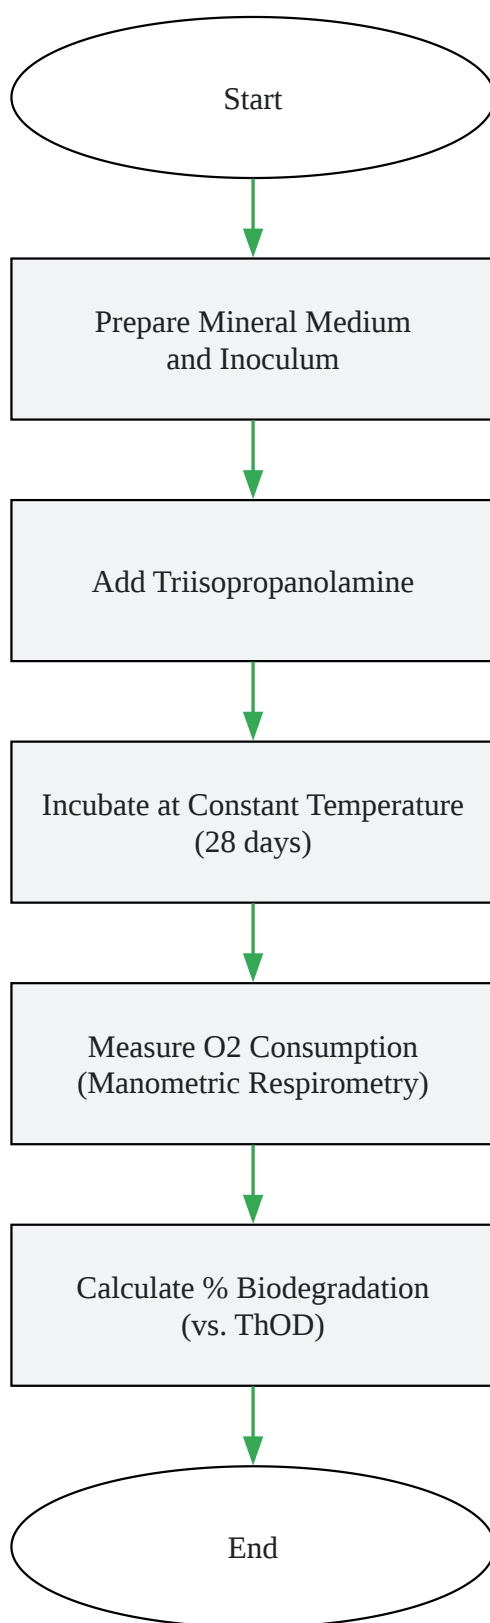 Start
Prepare Mineral Medium
and Inoculum
Add Triisopropanolamine
Incubate at Constant Temperature
(28 days)
Measure O2 Consumption
(Manometric Respirometry)
Calculate % Biodegradation
(vs. ThOD)
End